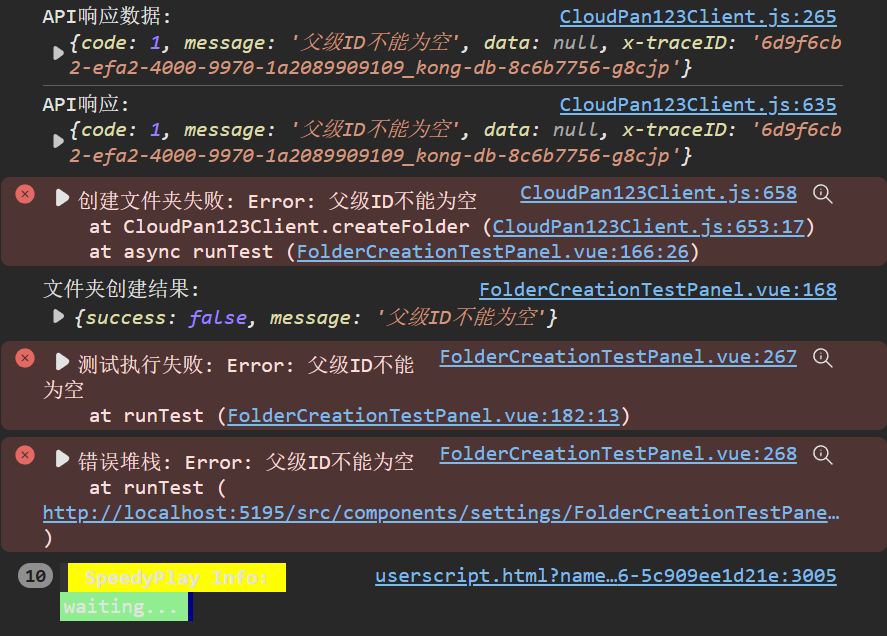 API响应数据: CloudPan123Client.js:265
{code: 1, message: '父级ID不能为空', data: null, x-traceID: '6d9f6cb
2-efa2-4000-9970-1a2089909109_kong-db-8c6b7756-g8cjp'}
API响应: CloudPan123Client.js:635
{code: 1, message: '父级ID不能为空', data: null, x-traceID: '6d9f6cb
2-efa2-4000-9970-1a2089909109_kong-db-8c6b7756-g8cjp'}
创建文件夹失败: Error: 父级ID不能为空 CloudPan123Client.js:658
at CloudPan123Client.createFolder (CloudPan123Client.js:653:17)
at async runTest (FolderCreationTestPanel.vue:166:26)
文件夹创建结果: FolderCreationTestPanel.vue:168
{success: false, message: '父级ID不能为空'}
测试执行失败: Error: 父级ID不能 FolderCreationTestPanel.vue:267
为空
at runTest (FolderCreationTestPanel.vue:182:13)
错误堆栈: Error: 父级ID不能为空 FolderCreationTestPanel.vue:268
at runTest (
http://localhost:5195/src/components/settings/FolderCreationTestPane…
)
10 SpeedyPlay Info: userscript.html?name…6-5c909ee1d21e:3005
waiting...